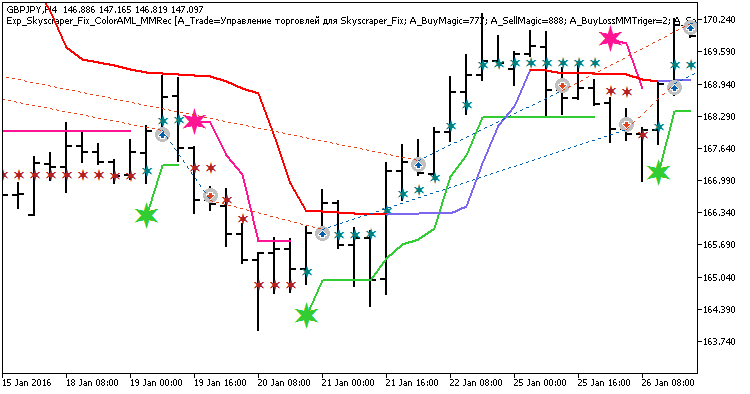 GBPJPY,H4 146.886 147.165 146.819 147.097
Exp_Skyscraper_Fix_ColorAML_MMRec [A_Trade=Управление торговлей для Skyscraper_Fix; A_BuyMagic=777; A_SellMagic=888; A_BuyLossMMTriger=2; A_Se
170.240
169.590
168.940
168.290
167.640
166.990
166.340
165.690
165.040
164.390
163.740
15 Jan 2016
18 Jan 08:00
19 Jan 00:00
19 Jan 16:00
20 Jan 08:00
21 Jan 00:00
21 Jan 16:00
22 Jan 08:00
25 Jan 00:00
25 Jan 16:00
26 Jan 08:00